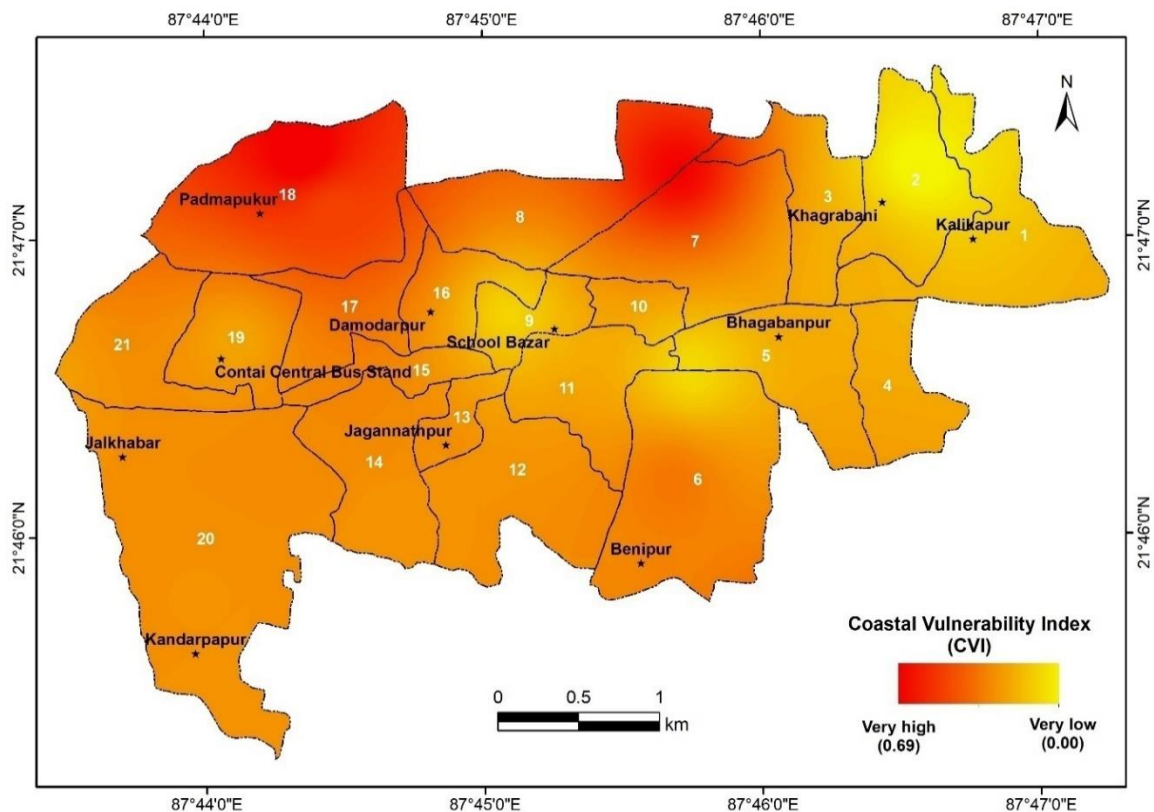 87°44'0"E 87°45'0"E 87°46'0"E 87°47'0"E
N
2
18
Padmapukur
3
Khagrabani
8
Kalikapur
1
7
21°47'0"N
21°47'0"N
16
17
10
Damodarpur
9
School Bazar
Bhagabanpur
19
21
5
Contai Central Bus Stand
15
11
4
13
Jagannathpur
Jalkhabar
14
12
6
20
21°46'0"N
21°46'0"N
Benipur
Kandarpapur
Coastal Vulnerability Index
(CVI)
Very high
(0.69)
Very low
(0.00)
0 0.5 1
km
87°44'0"E 87°45'0"E 87°46'0"E 87°47'0"E